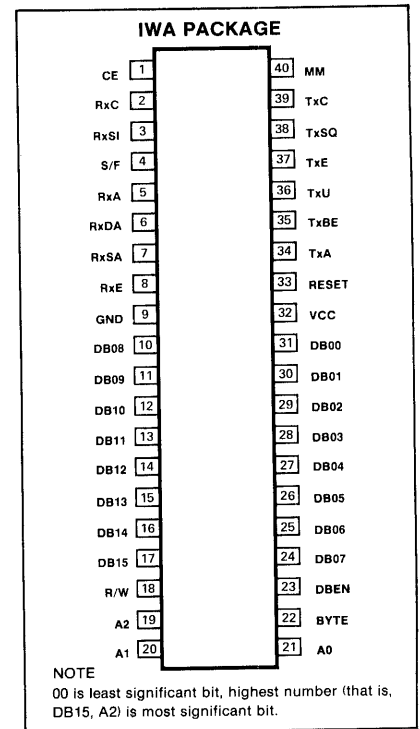 IWA PACKAGE
CE 1 40 MM
RxC 2 39 TxC
RxSI 3 38 TxSQ
S/F 4 37 TxE
RxA 5 36 TxU
RxDA 6 35 TxBE
RxSA 7 34 TxA
RxE 8 33 RESET
GND 9 32 VCC
DB08 10 31 DB00
DB09 11 30 DB01
DB10 12 29 DB02
DB11 13 28 DB03
DB12 14 27 DB04
DB13 15 26 DB05
DB14 16 25 DB06
DB15 17 24 DB07
R/W 18 23 DBEN
A2 19 22 BYTE
A1 20 21 A0
NOTE
00 is least significant bit, highest number (that is,
DB15, A2) is most significant bit.